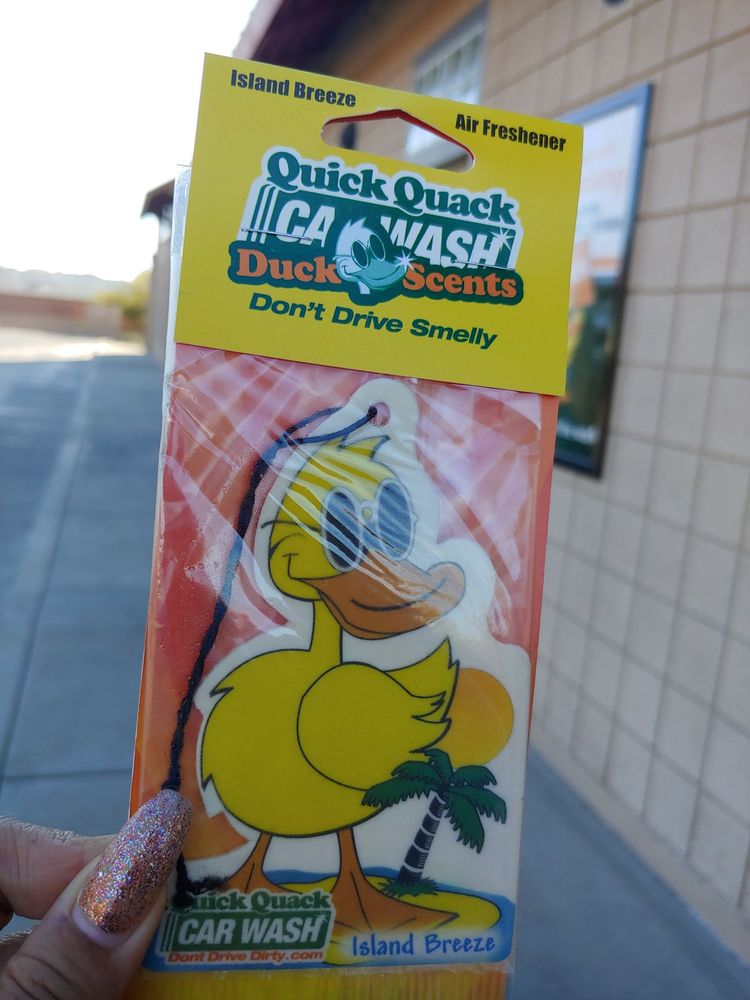 Island Breeze
Air Freshener
Quick Quack
CAR WASH
Duck Scents
Don't Drive Smelly
Quick Quack
CAR WASH
Dont Drive Dirty.com
Island Breeze